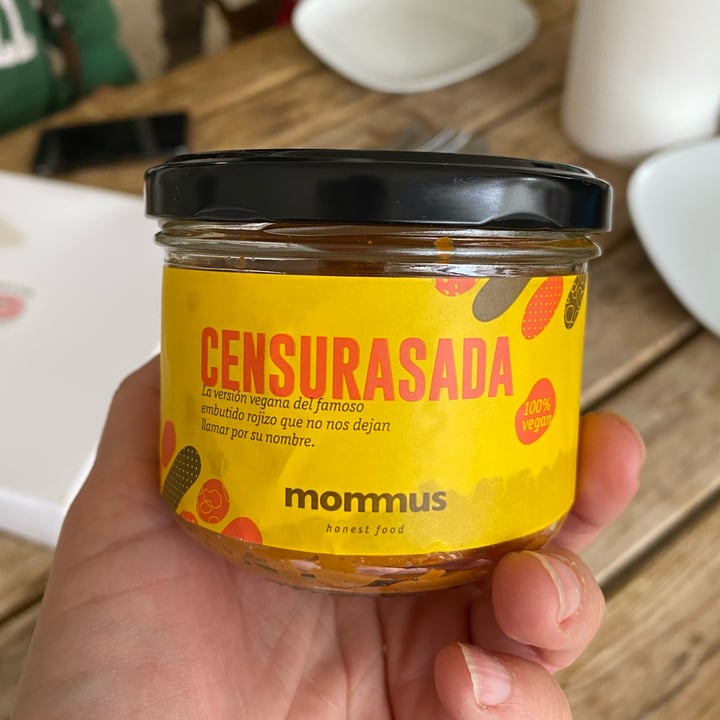 CENSURASADA
La versión vegana del famoso
embutido rojizo que no nos dejan
llamar por su nombre.
100%
vegan
mommus
honest food